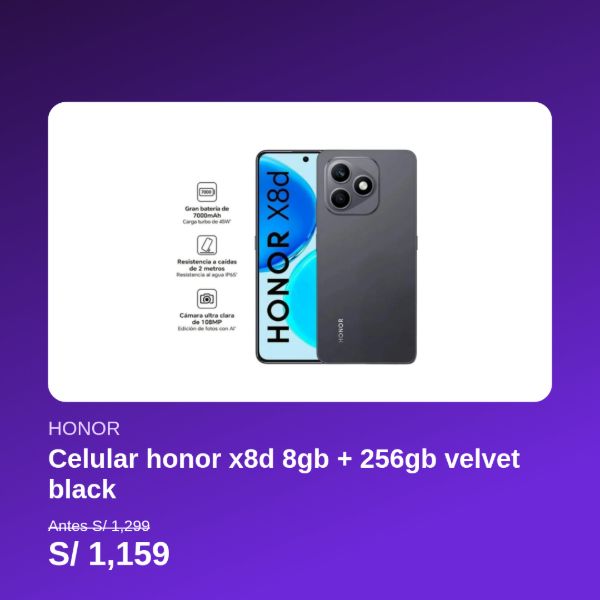 7000
Gran batería de
7000mAh
Carga turbo de 45W*
Resistencia a caídas
de 2 metros
Resistencia al agua IP65*
Cámara ultra clara
de 108MP
Edición de fotos con AI*
HONOR X8d
HONOR
HONOR
Celular honor x8d 8gb + 256gb velvet
black
Antes S/ 1,299
S/ 1,159